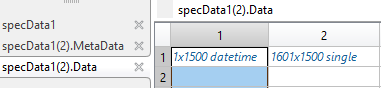 specData1(2).Data
specData1
specData1(2).MetaData
specData1(2).Data
1 2
1 1x1500 datetime 1601x1500 single
2